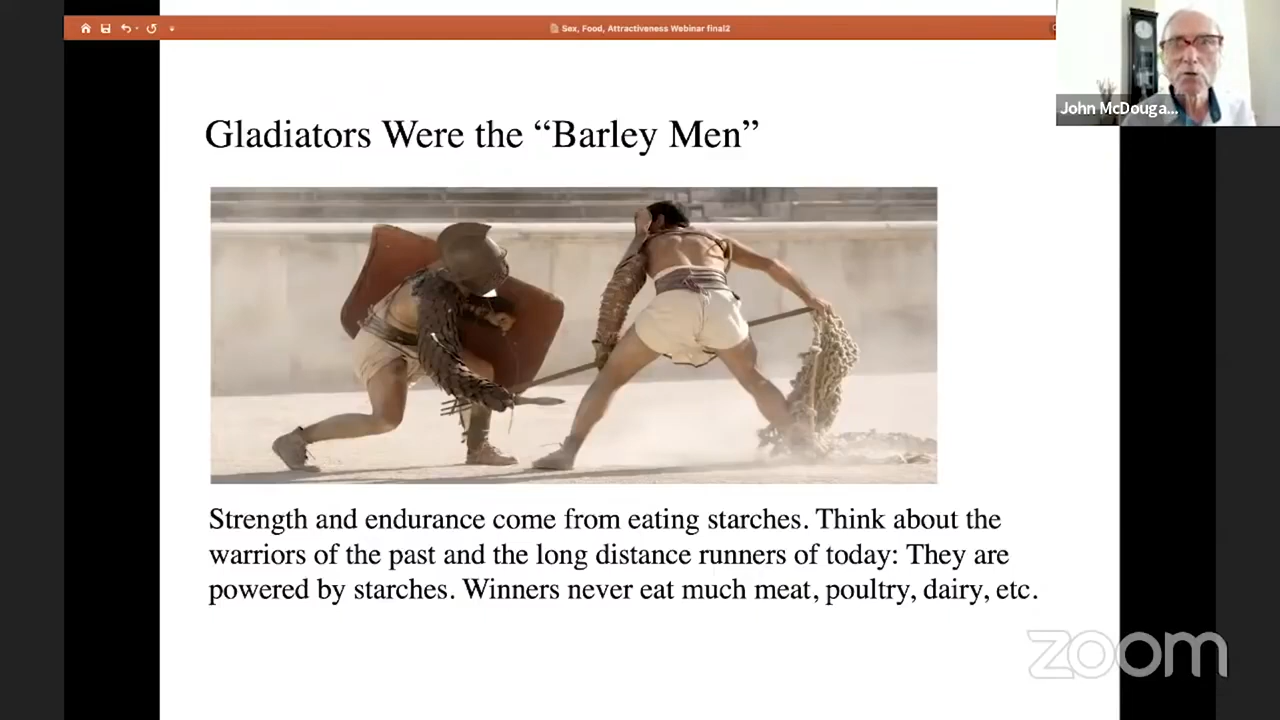 Sex, Food, Attractiveness Webinar final2
John McDouga...
Gladiators Were the “Barley Men”
Strength and endurance come from eating starches. Think about the
warriors of the past and the long distance runners of today: They are
powered by starches. Winners never eat much meat, poultry, dairy, etc.
zoom